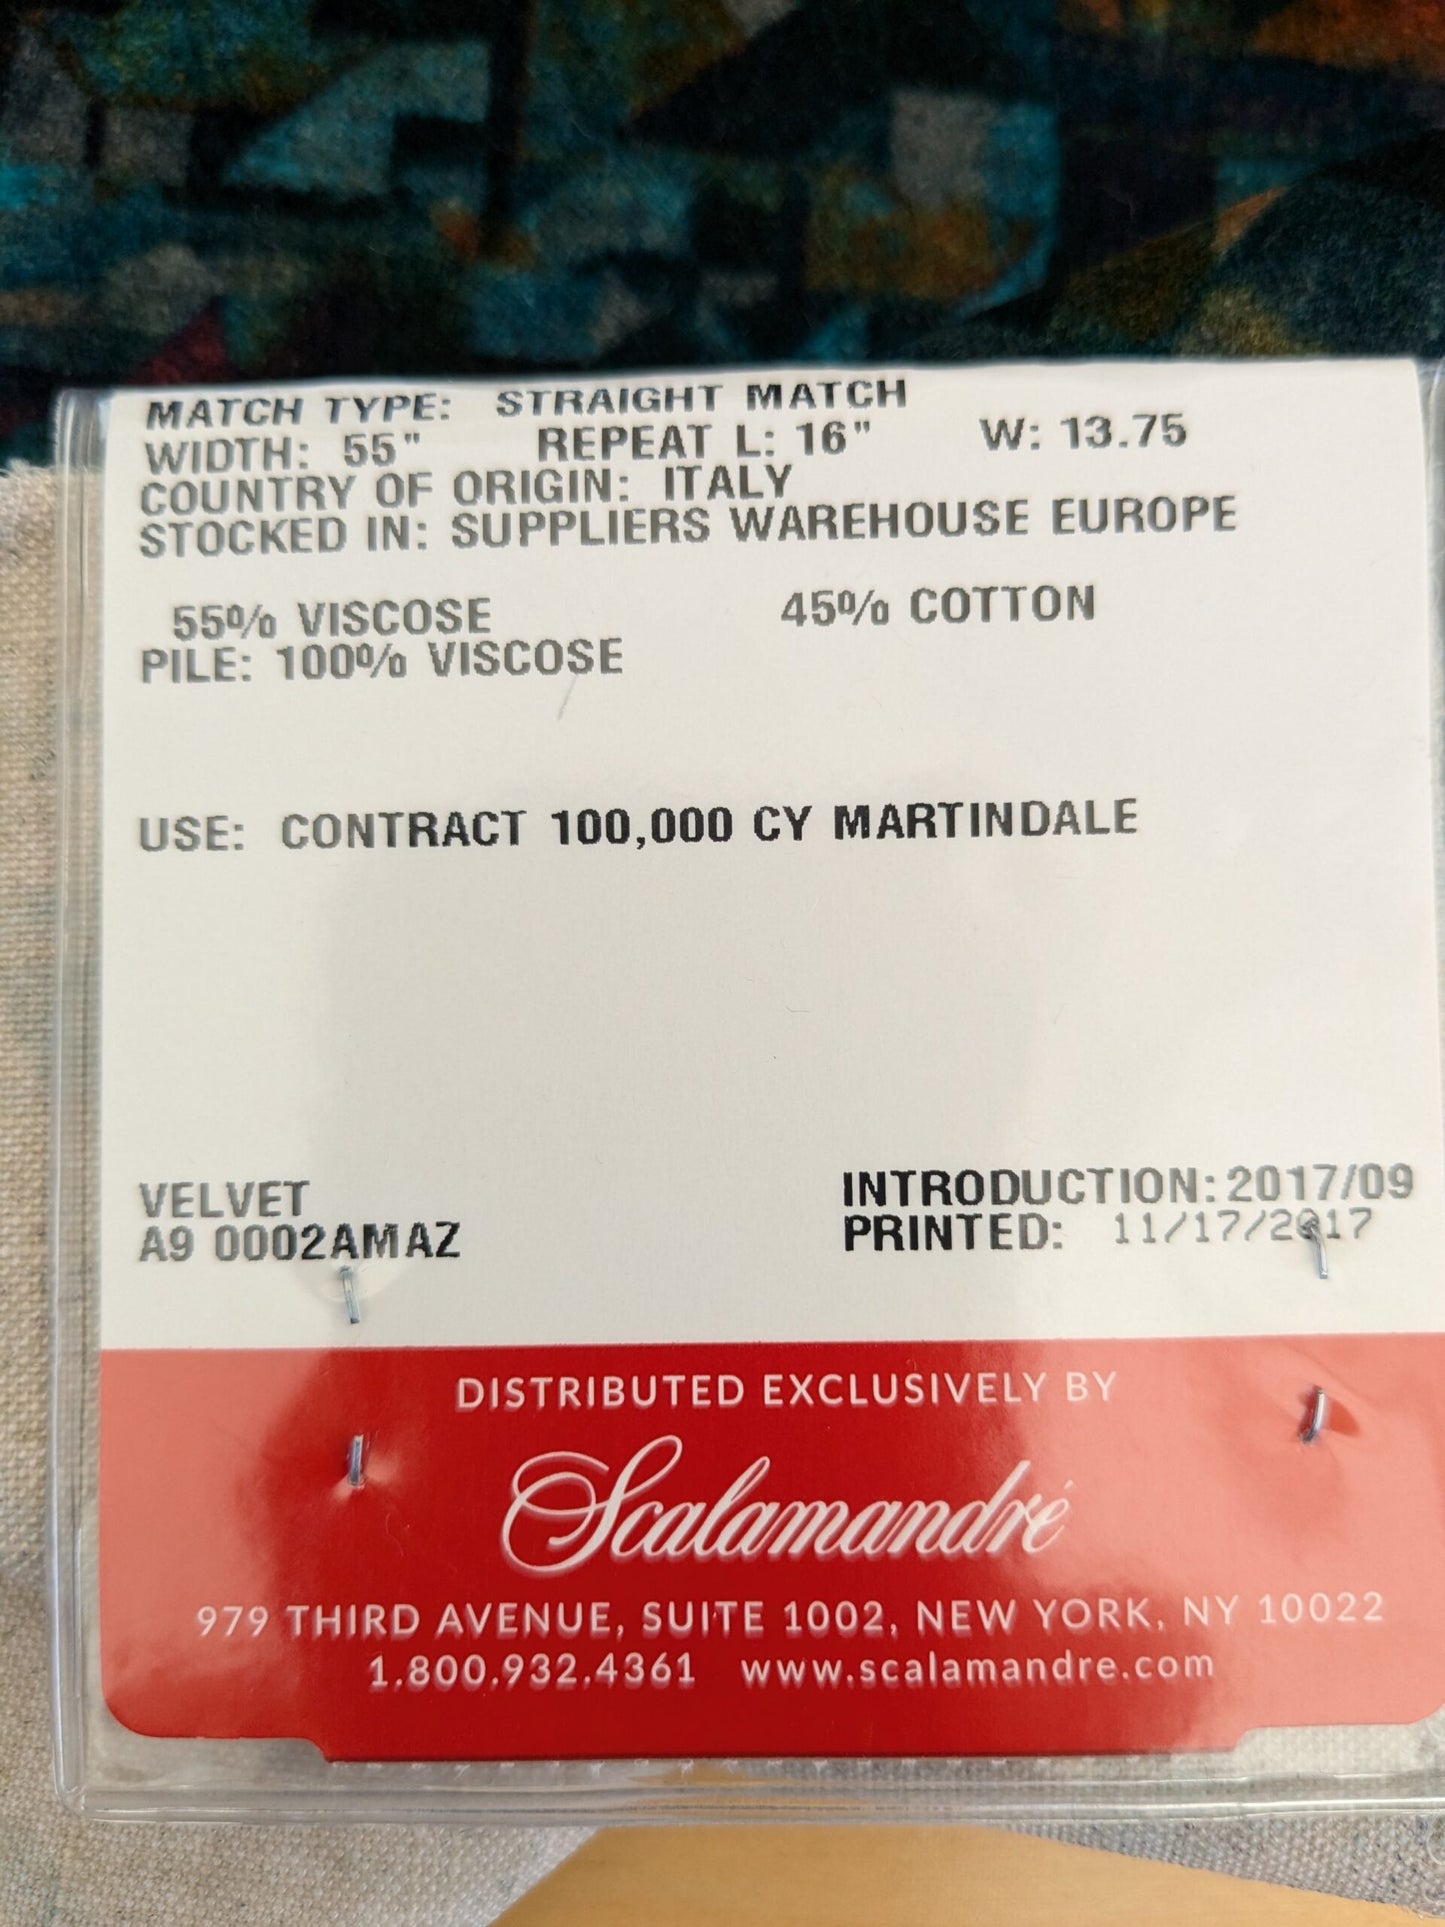 MATCH TYPE: STRAIGHT MATCH
WIDTH: 55" REPEAT L: 16" W: 13.75
COUNTRY OF ORIGIN: ITALY
STOCKED IN: SUPPLIERS WAREHOUSE EUROPE
55% VISCOSE 45% COTTON
PILE: 100% VISCOSE
USE: CONTRACT 100,000 CY MARTINDALE
VELVET
A9 0002AMAZ
INTRODUCTION: 2017/09
PRINTED: 11/17/2017
DISTRIBUTED EXCLUSIVELY BY
Scalamandré
979 THIRD AVENUE, SUITE 1002, NEW YORK, NY 10022
1.800.932.4361 www.scalamandre.com